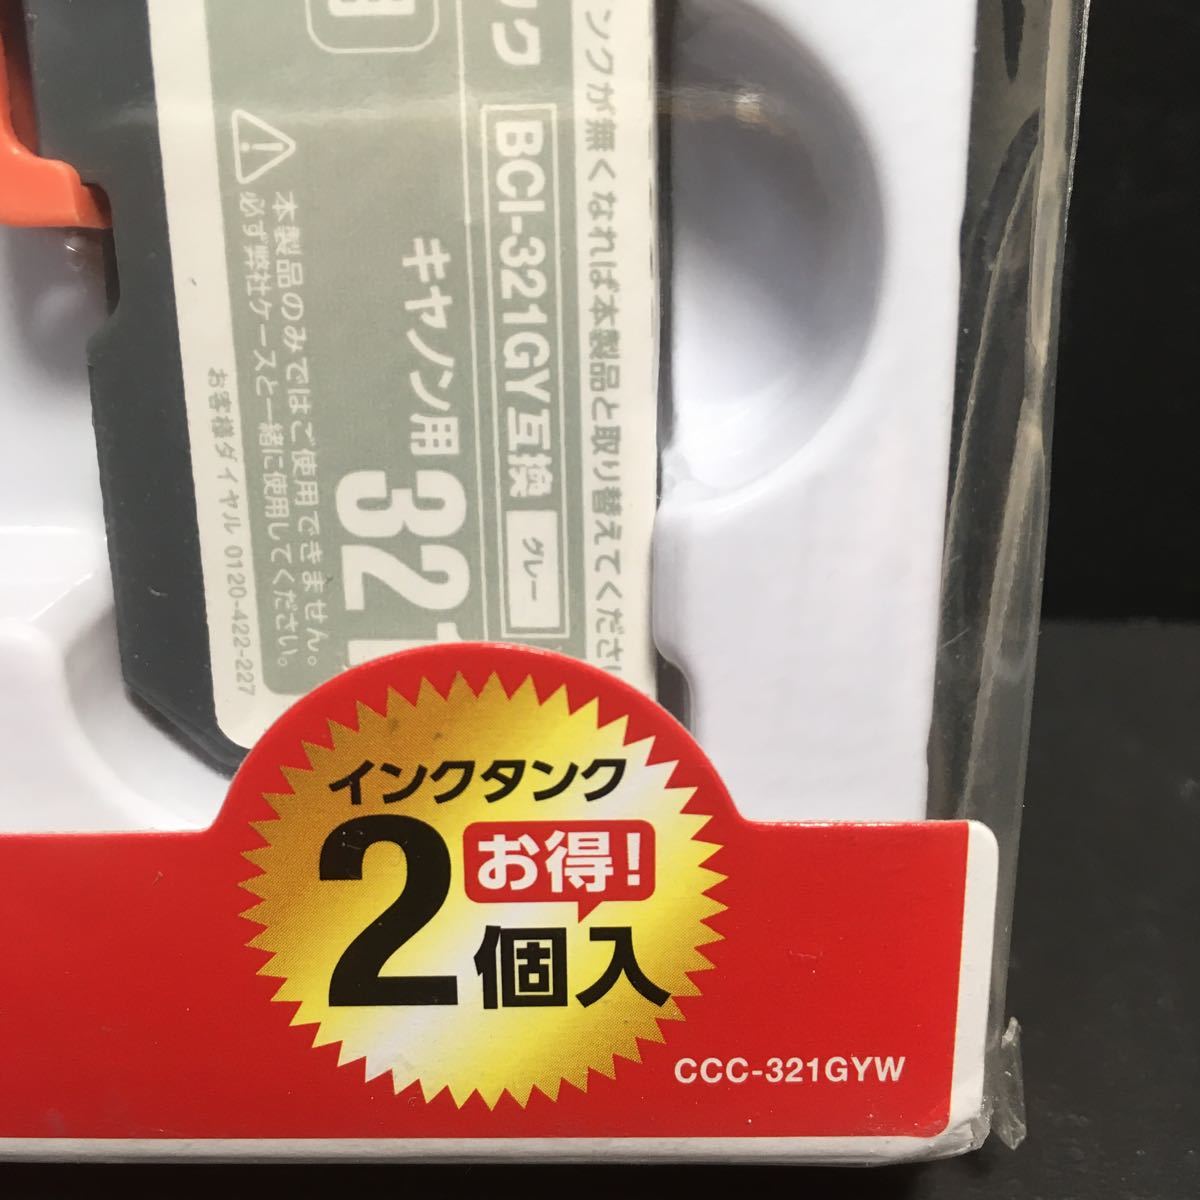 ンクが無くなれば本製品と取り替えてください
ック BCI-321GY互換 グレー
キヤノン用
321
用
本製品のみではご使用できません。
必ず弊社ケースと一緒に使用してください。
お客様ダイヤル 0120-422-227
インクタンク
2個入
お得!
CCC-321GYW